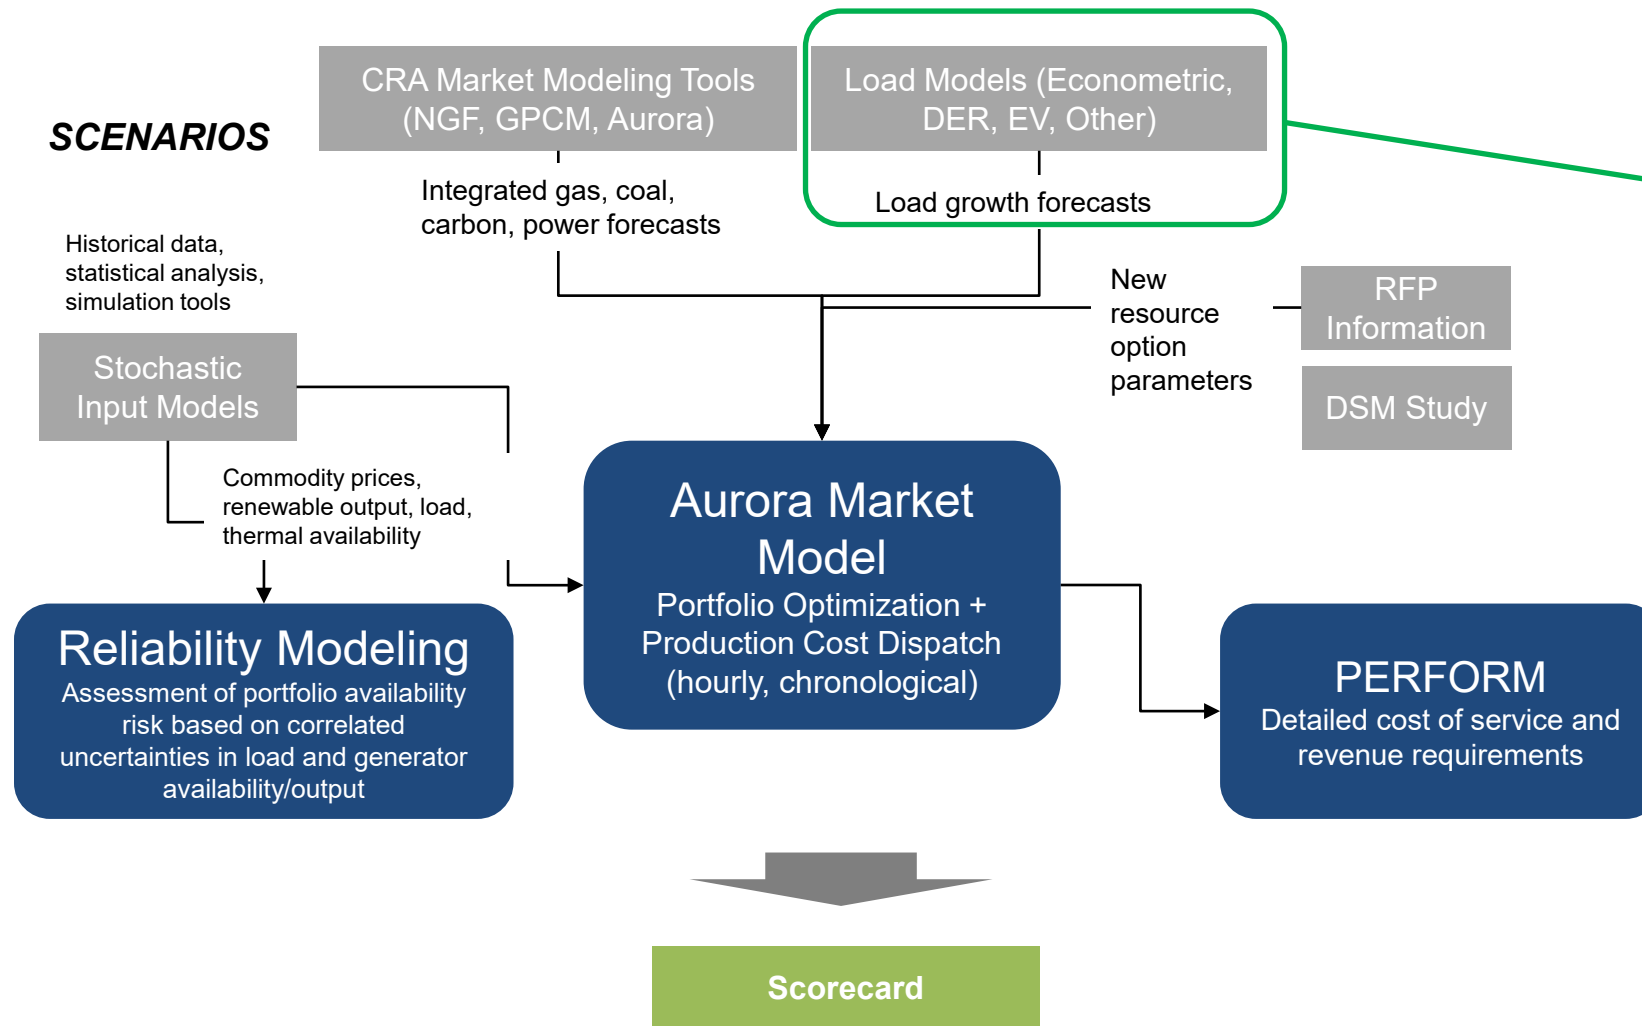 CRA Market Modeling Tools
(NGF, GPCM, Aurora)
Load Models (Econometric,
DER, EV, Other)
SCENARIOS
Integrated gas, coal,
carbon, power forecasts
Load growth forecasts
Historical data,
statistical analysis,
simulation tools
New
resource
option
parameters
RFP
Information
DSM Study
Stochastic
Input Models
Commodity prices,
renewable output, load,
thermal availability
Aurora Market
Model
Portfolio Optimization +
Production Cost Dispatch
(hourly, chronological)
Reliability Modeling
Assessment of portfolio availability
risk based on correlated
uncertainties in load and generator
availability/output
PERFORM
Detailed cost of service and
revenue requirements
Scorecard